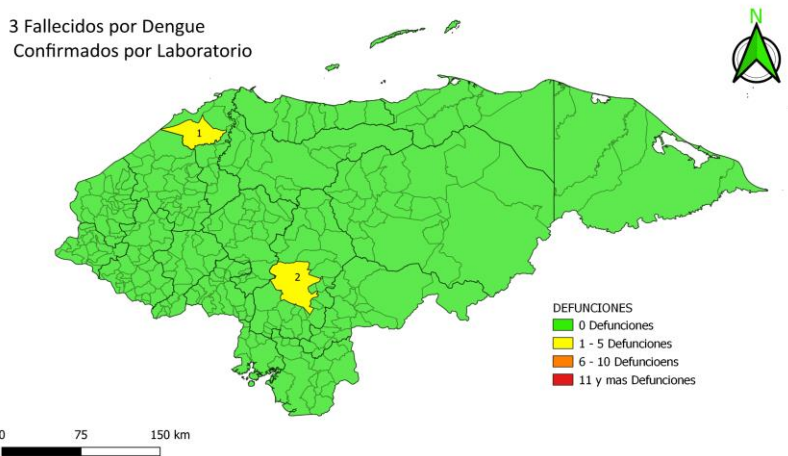 3 Fallecidos por Dengue
Confirmados por Laboratorio
N
1
2
DEFUNCIONES
0 Defunciones
1 - 5 Defunciones
6 - 10 Defuncioens
11 y mas Defunciones
0 75 150 km